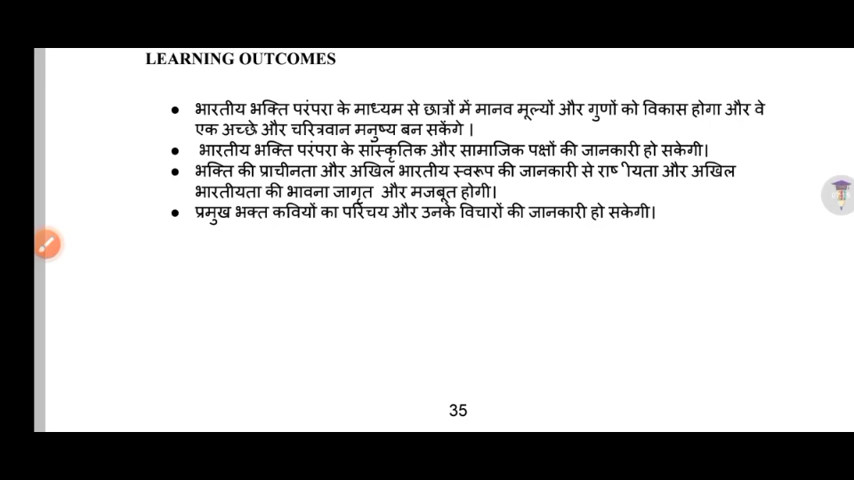 LEARNING OUTCOMES
● भारतीय भक्ति परंपरा के माध्यम से छात्रों में मानव मूल्यों और गुणों को विकास होगा और वे
एक अच्छे और चरित्रवान मनुष्य बन सकेंगे ।
● भारतीय भक्ति परंपरा के सांस्कृतिक और सामाजिक पक्षों की जानकारी हो सकेगी।
● भक्ति की प्राचीनता और अखिल भारतीय स्वरूप की जानकारी से राष्‍ ीयता और अखिल
भारतीयता की भावना जागृत और मजबूत होगी।
● प्रमुख भक्त कवियों का परिचय और उनके विचारों की जानकारी हो सकेगी।
35